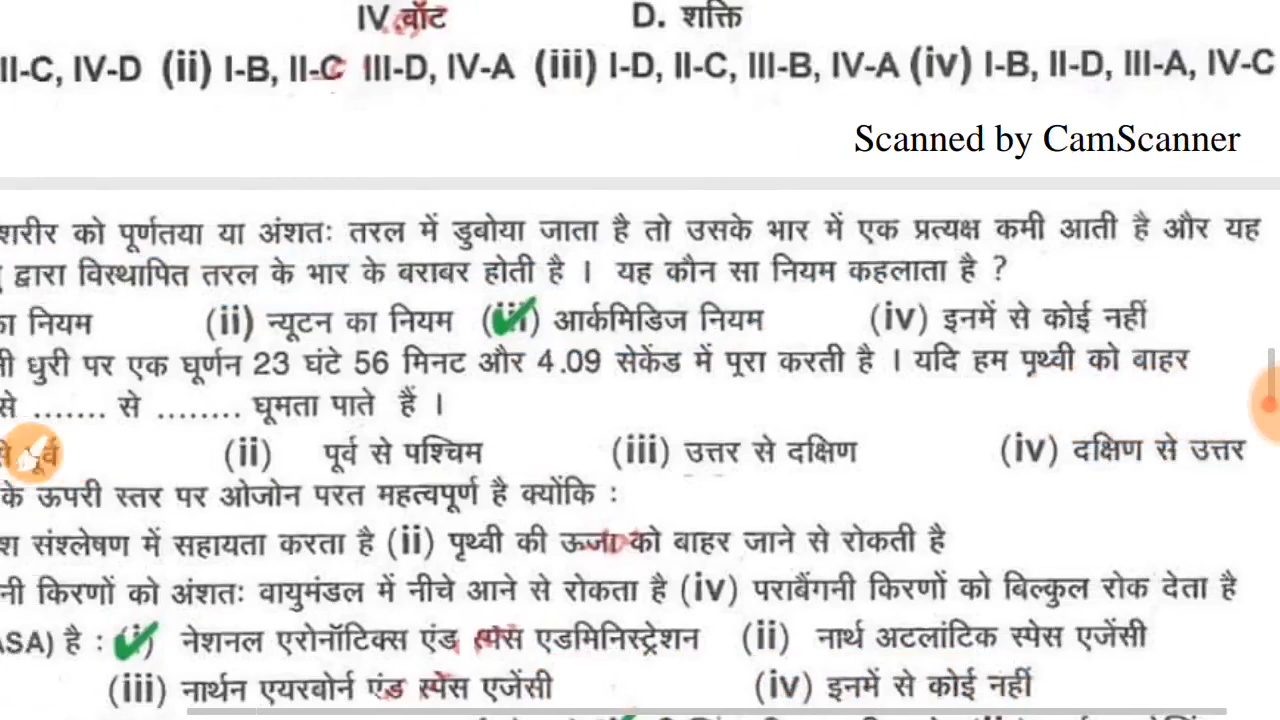 IV. वॉट D. शक्ति
II-C, IV-D (ii) I-B, II-C III-D, IV-A (iii) I-D, II-C, III-B, IV-A (iv) I-B, II-D, III-A, IV-C
Scanned by CamScanner
शरीर को पूर्णतया या अंशतः तरल में डुबोया जाता है तो उसके भार में एक प्रत्यक्ष कमी आती है और यह
द्वारा विस्थापित तरल के भार के बराबर होती है । यह कौन सा नियम कहलाता है ?
का नियम (ii) न्यूटन का नियम (iii) आर्कमिडिज नियम (iv) इनमें से कोई नहीं
धुरी पर एक घूर्णन 23 घंटे 56 मिनट और 4.09 सेकेंड में पूरा करती है । यदि हम पृथ्वी को बाहर
से ....... से ........ घूमता पाते हैं ।
से पूर्व (ii) पूर्व से पश्चिम (iii) उत्तर से दक्षिण (iv) दक्षिण से उत्तर
के ऊपरी स्तर पर ओजोन परत महत्वपूर्ण है क्योंकि :
श संश्लेषण में सहायता करता है (ii) पृथ्वी की ऊर्जा को बाहर जाने से रोकती है
नी किरणों को अंशतः वायुमंडल में नीचे आने से रोकता है (iv) पराबैंगनी किरणों को बिल्कुल रोक देता है
ASA) है : (i) नेशनल एरोनॉटिक्स एंड स्पेस एडमिनिस्ट्रेशन (ii) नार्थ अटलांटिक स्पेस एजेंसी
(iii) नार्थन एयरबोर्न एंड स्पेस एजेंसी (iv) इनमें से कोई नहीं